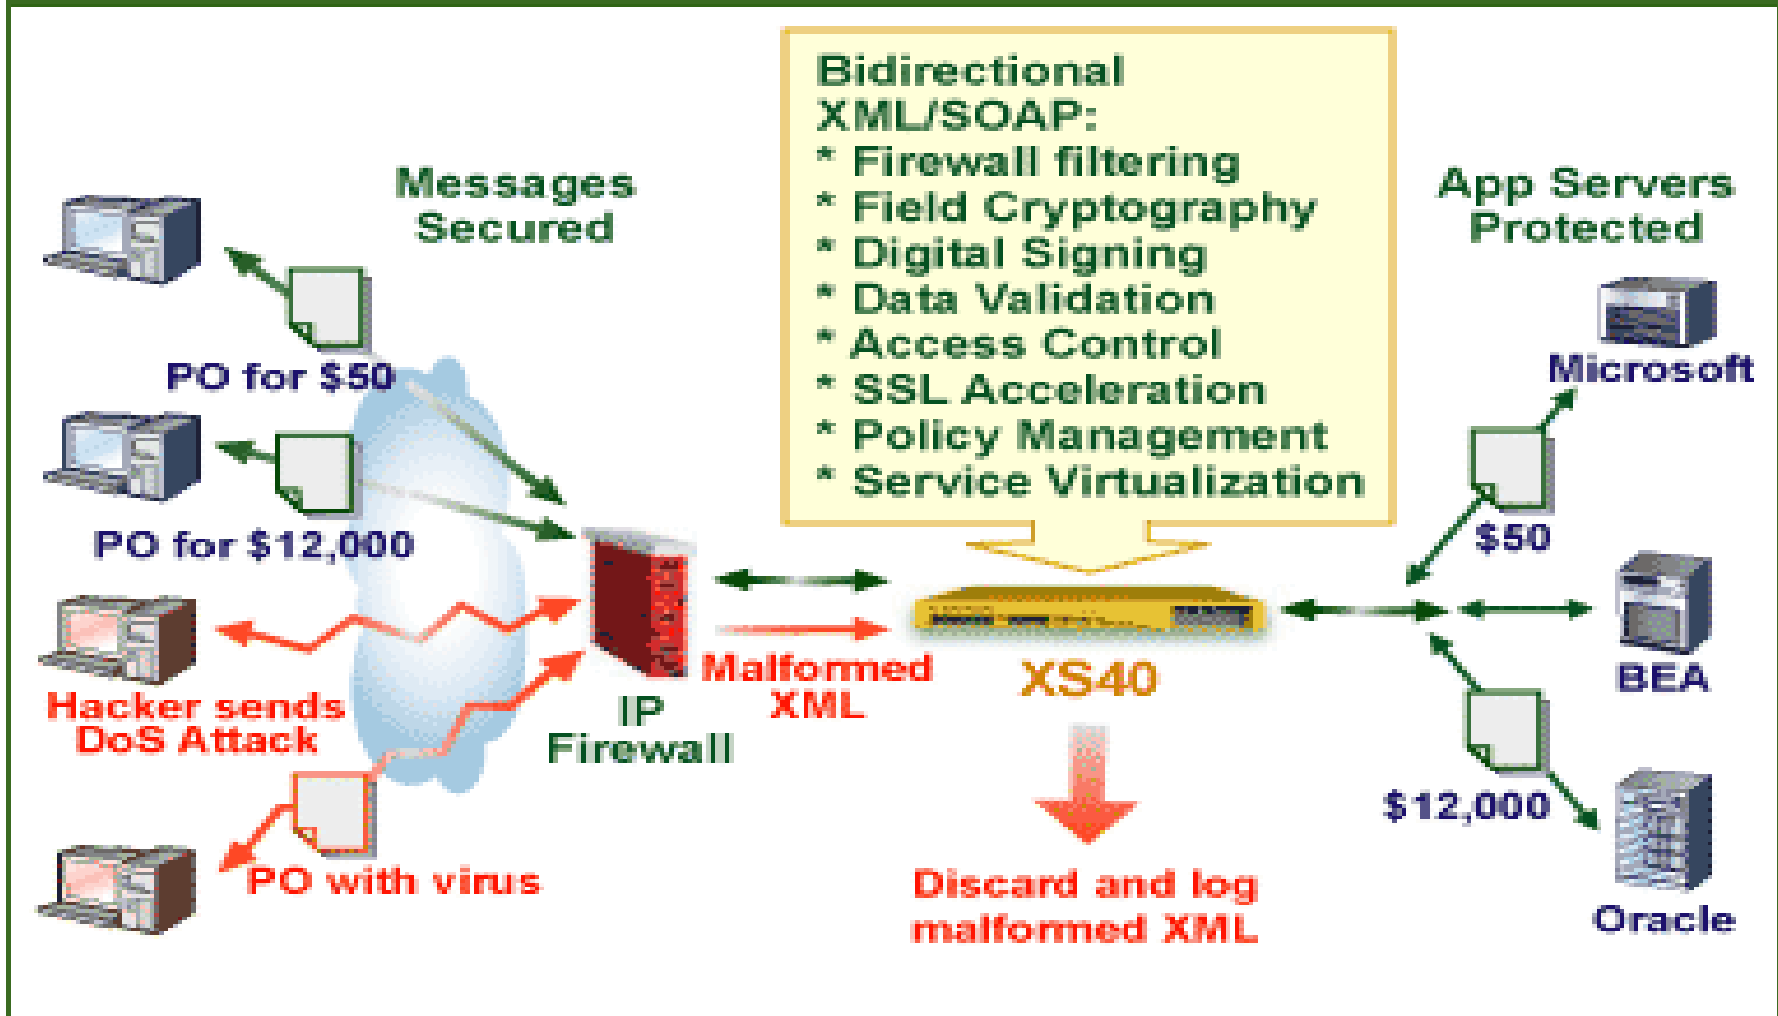 Bidirectional
XML/SOAP:
* Firewall filtering
* Field Cryptography
* Digital Signing
* Data Validation
* Access Control
* SSL Acceleration
* Policy Management
* Service Virtualization
Messages
Secured
App Servers
Protected
PO for $50
PO for $12,000
Hacker sends
DoS Attack
PO with virus
IP
Firewall
Malformed
XML
XS40
Discard and log
malformed XML
Microsoft
$50
BEA
$12,000
Oracle